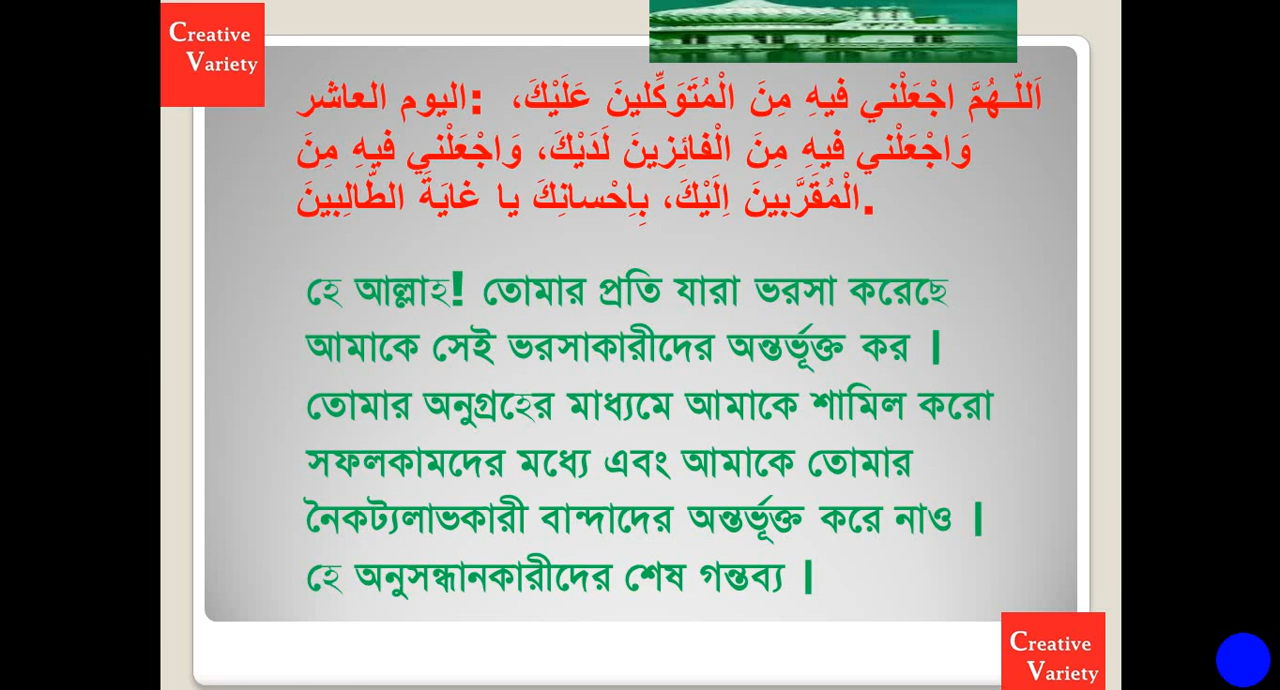 Creative
Variety
اليوم العاشر: اَللّـهُمَّ اجْعَلْني فيهِ مِنَ الْمُتَوَكِّلينَ عَلَيْكَ،
وَاجْعَلْني فيهِ مِنَ الْفائِزينَ لَدَيْكَ، وَاجْعَلْني فيهِ مِنَ
الْمُقَرَّبينَ اِلَيْكَ، بِاِحْسانِكَ يا غايَةَ الطّالِبينَ.
হে আল্লাহ! তোমার প্রতি যারা ভরসা করেছে
আমাকে সেই ভরসাকারীদের অন্তর্ভূক্ত কর |
তোমার অনুগ্রহের মাধ্যমে আমাকে শামিল করো
সফলকামদের মধ্যে এবং আমাকে তোমার
নৈকট্যলাভকারী বান্দাদের অন্তর্ভূক্ত করে নাও |
হে অনুসন্ধানকারীদের শেষ গন্তব্য |
Creative
Variety